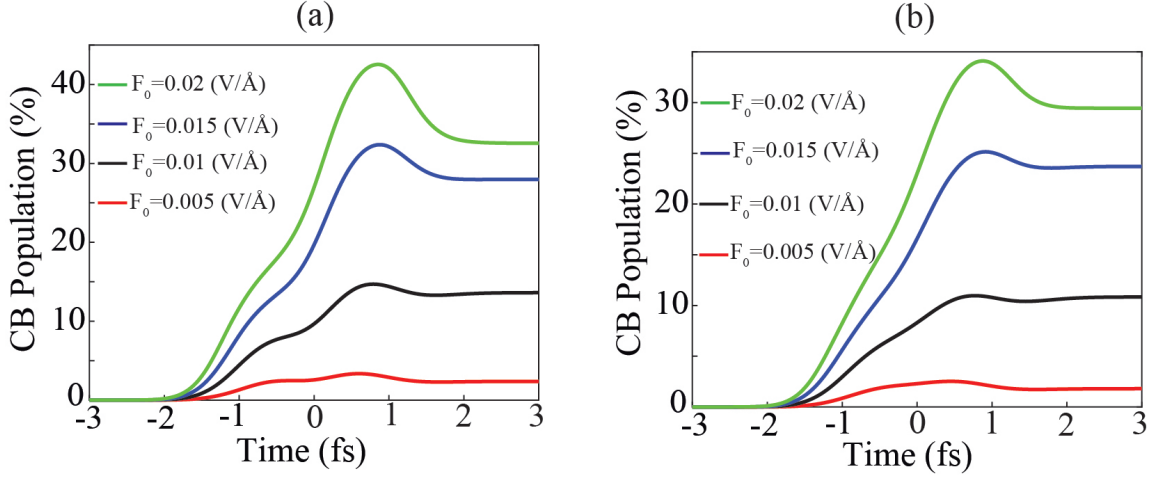 (a)
CB Population (%)
40
30
20
10
0
F₀=0.02 (V/Å)
F₀=0.015 (V/Å)
F₀=0.01 (V/Å)
F₀=0.005 (V/Å)
-3 -2 -1 0 1 2 3
Time (fs)
(b)
CB Population (%)
30
20
10
0
F₀=0.02 (V/Å)
F₀=0.015 (V/Å)
F₀=0.01 (V/Å)
F₀=0.005 (V/Å)
-3 -2 -1 0 1 2 3
Time (fs)